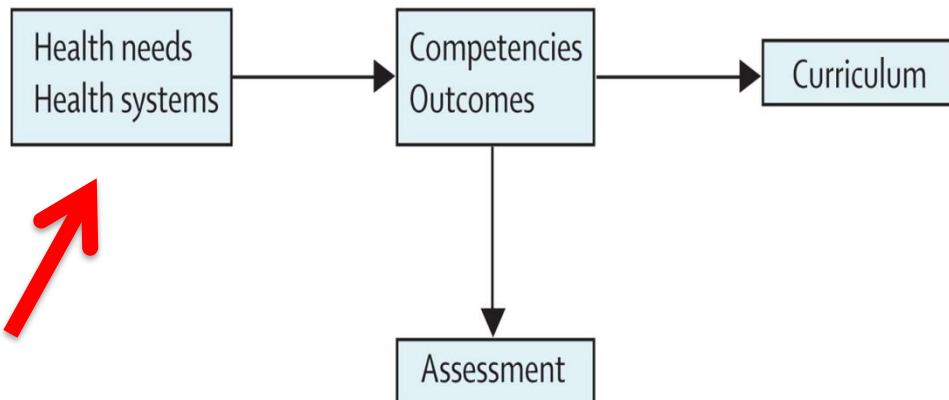 Health needs
Health systems
Competencies
Outcomes
Curriculum
Assessment